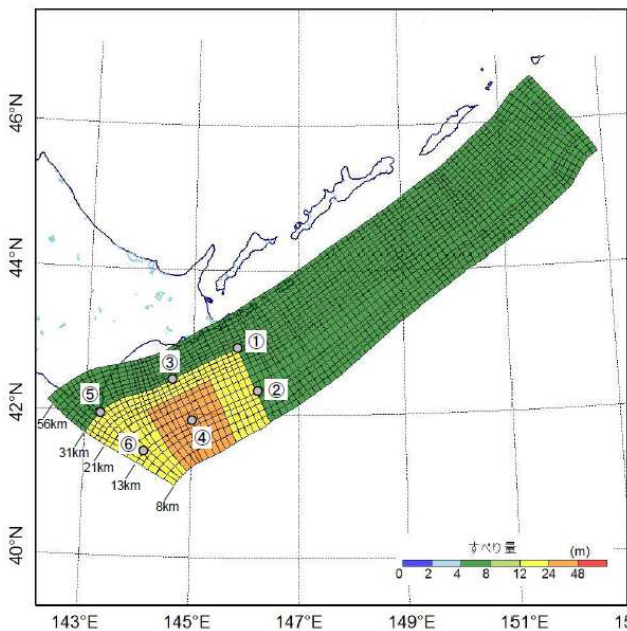 46°N
44°N
42°N
40°N
①
②
③
④
⑤
⑥
56km
31km
21km
13km
8km
すべり量 (m)
0 2 4 8 12 24 48
143°E 145°E 147°E 149°E 151°E 15